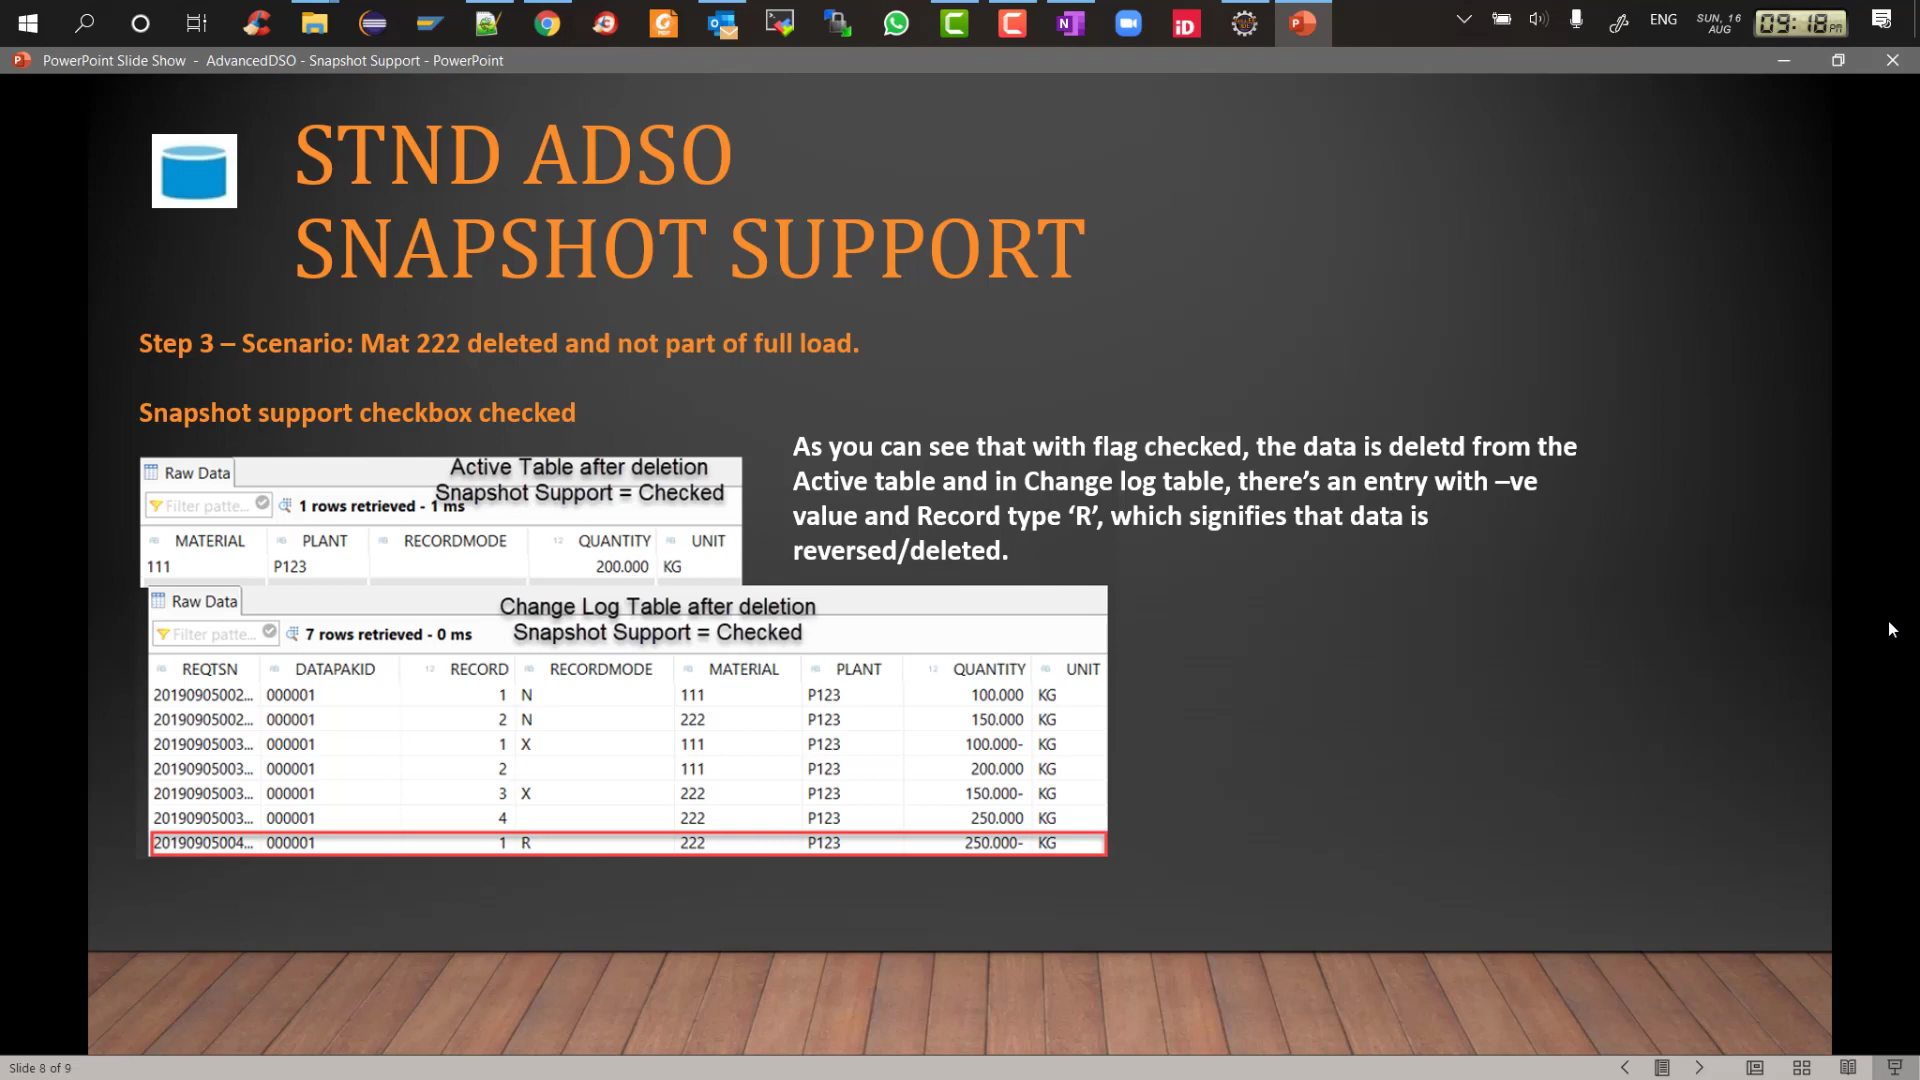 ENG
SUN, 16
AUG
09:18 PM
PowerPoint Slide Show - AdvancedDSO - Snapshot Support - PowerPoint
STND ADSO
SNAPSHOT SUPPORT
Step 3 – Scenario: Mat 222 deleted and not part of full load.
Snapshot support checkbox checked
As you can see that with flag checked, the data is deletd from the
Active table and in Change log table, there's an entry with –ve
value and Record type 'R', which signifies that data is
reversed/deleted.
Raw Data
Active Table after deletion
Snapshot Support = Checked
Filter patte... 1 rows retrieved - 1 ms
MATERIAL PLANT RECORDMODE 12 QUANTITY UNIT
111 P123 200.000 KG
Raw Data
Change Log Table after deletion
Snapshot Support = Checked
Filter patte... 7 rows retrieved - 0 ms
REQTSN DATAPAKID 12 RECORD RECORDMODE MATERIAL PLANT 12 QUANTITY UNIT
20190905002... 000001 1 N 111 P123 100.000 KG
20190905002... 000001 2 N 222 P123 150.000 KG
20190905003... 000001 1 X 111 P123 100.000- KG
20190905003... 000001 2 111 P123 200.000 KG
20190905003... 000001 3 X 222 P123 150.000- KG
20190905003... 000001 4 222 P123 250.000 KG
20190905004... 000001 1 R 222 P123 250.000- KG
Slide 8 of 9